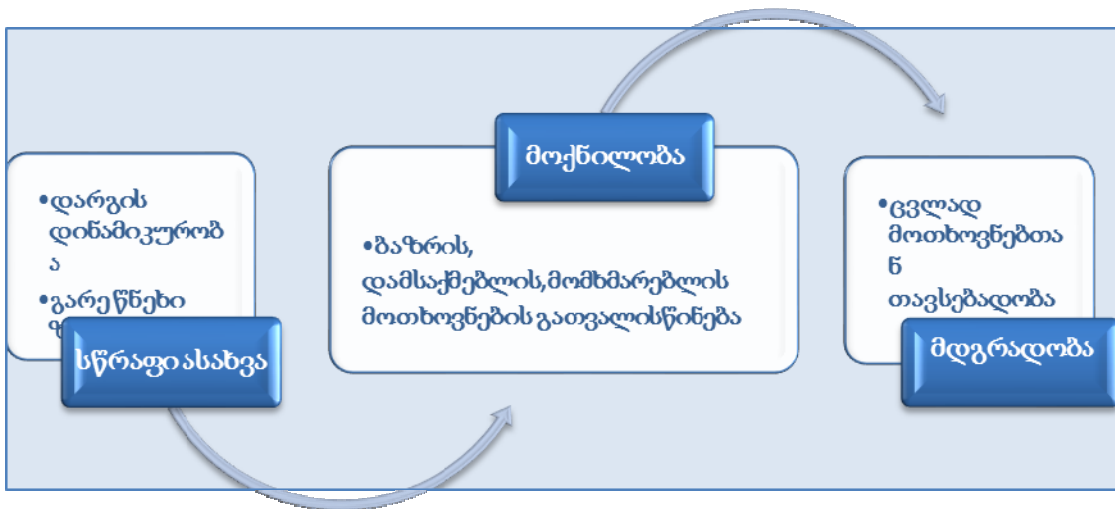 •დარგის
დინამიკურობ
ა
•გარე წნეხი
სწრაფი ასახვა
მოქნილობა
•ბაზრის,
დამსაქმებლის,მომხმარებლის
მოთხოვნების გათვალისწინება
•ცვლად
მოთხოვნებთა
ნ
თავსებადობა
მდგრადობა